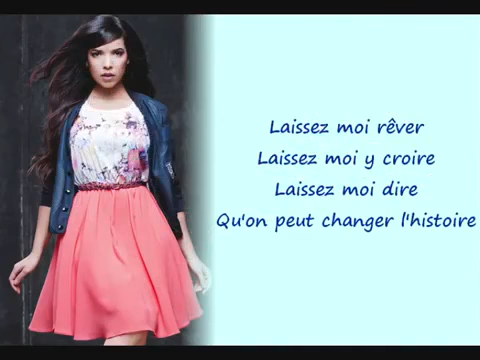 Laissez moi rêver
Laissez moi y croire
Laissez moi dire
Qu'on peut changer l'histoire